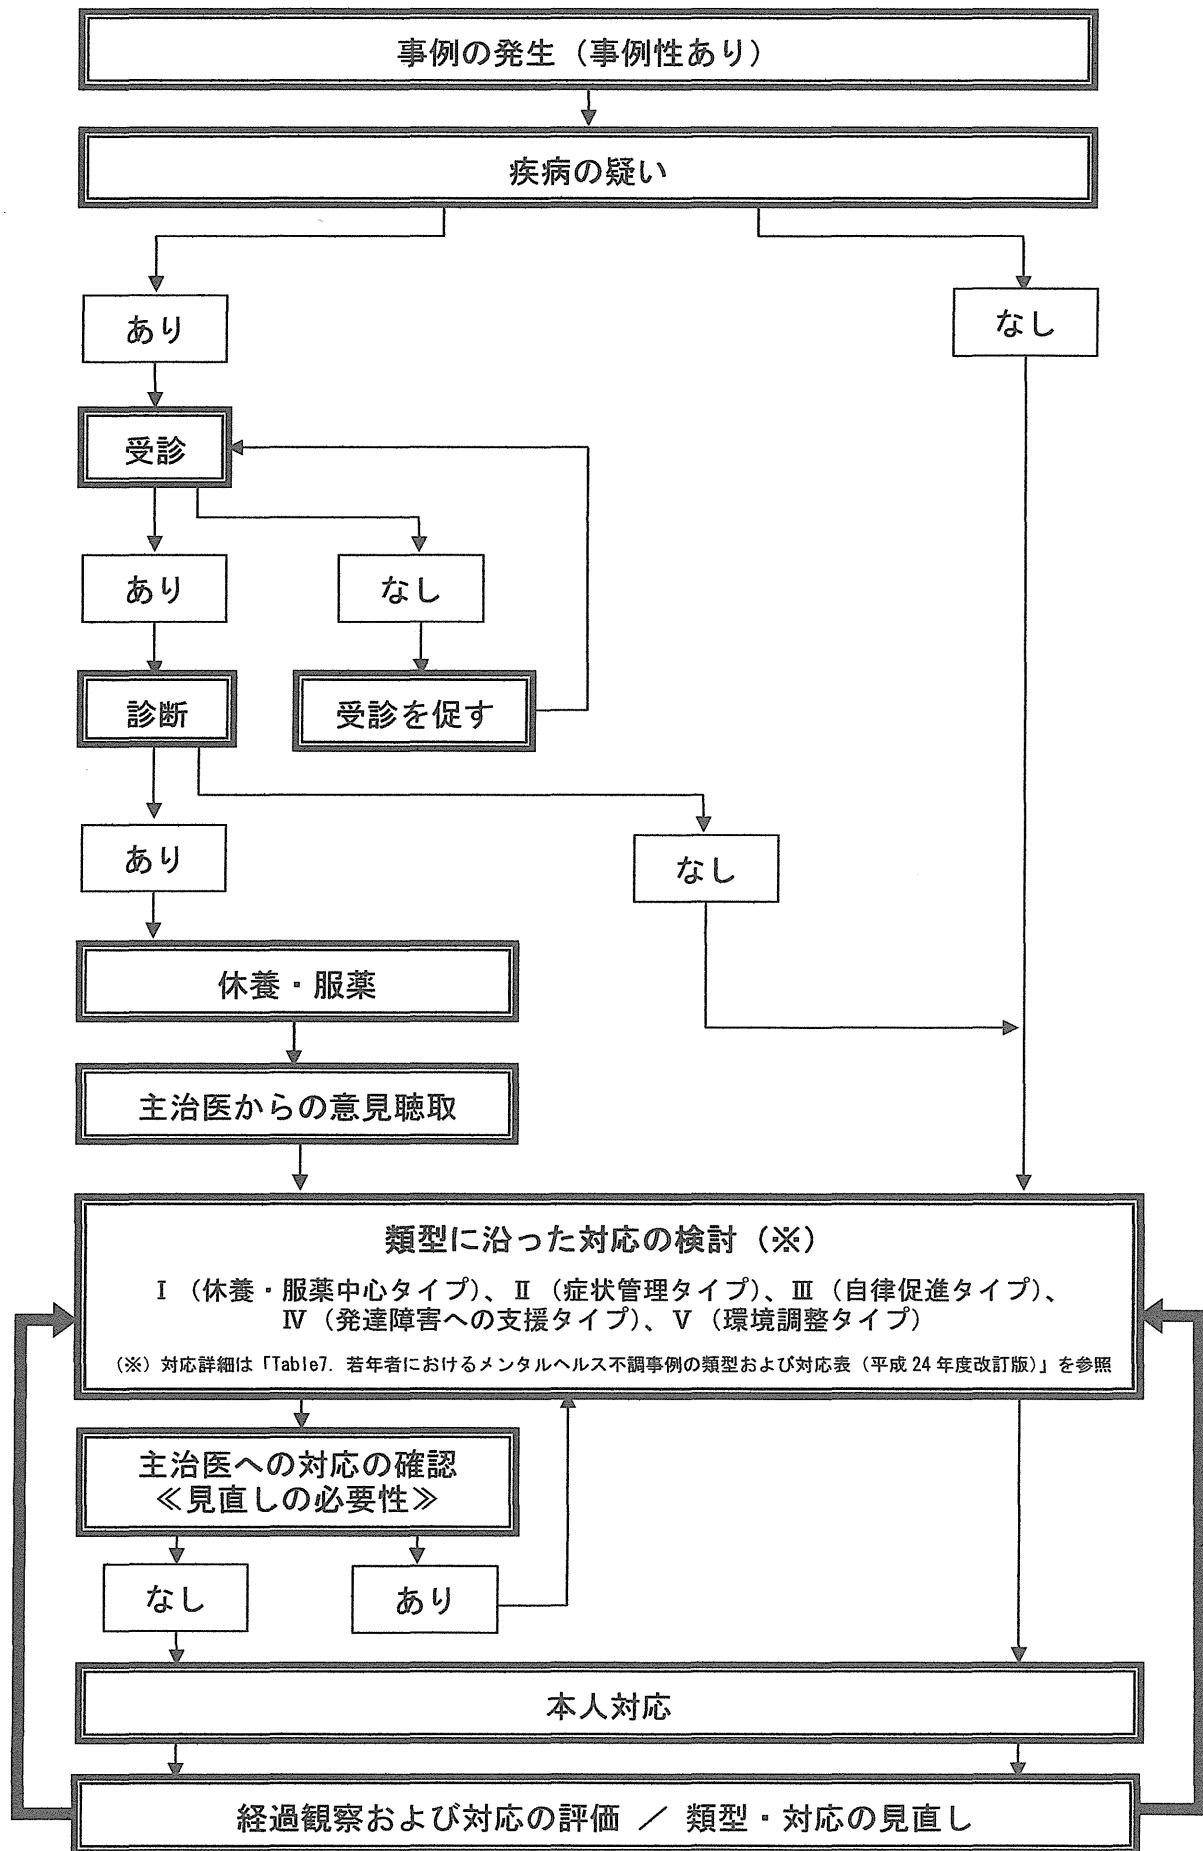 事例の発生（事例性あり）
疾病の疑い
あり
なし
受診
あり
なし
診断
受診を促す
あり
なし
休養・服薬
主治医からの意見聴取
類型に沿った対応の検討（※）
Ⅰ（休養・服薬中心タイプ）、Ⅱ（症状管理タイプ）、Ⅲ（自律促進タイプ）、
Ⅳ（発達障害への支援タイプ）、Ⅴ（環境調整タイプ）
（※）対応詳細は「Table7. 若年者におけるメンタルヘルス不調事例の類型および対応表（平成24年度改訂版）」を参照
主治医への対応の確認
≪見直しの必要性≫
なし
あり
本人対応
経過観察および対応の評価 ／ 類型・対応の見直し